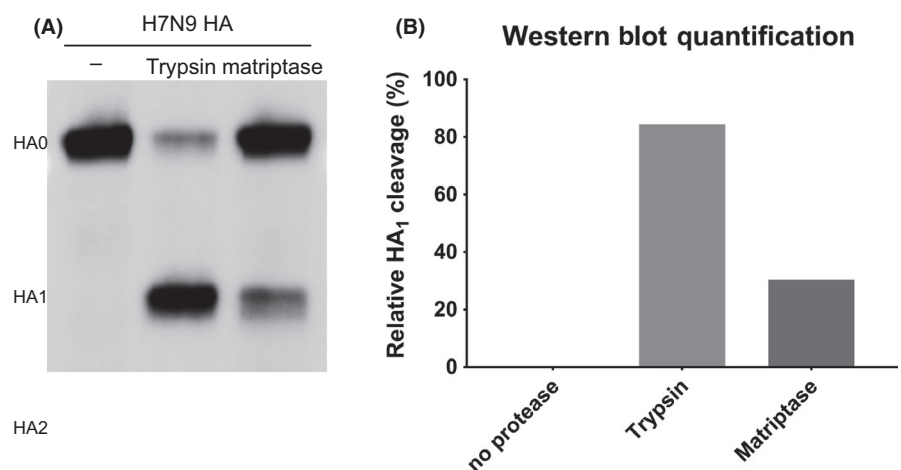 (A)
H7N9 HA
– Trypsin matriptase
HA0
HA1
HA2
(B)
Western blot quantification
Relative HA₁ cleavage (%)
100
80
60
40
20
0
no protease
Trypsin
Matriptase